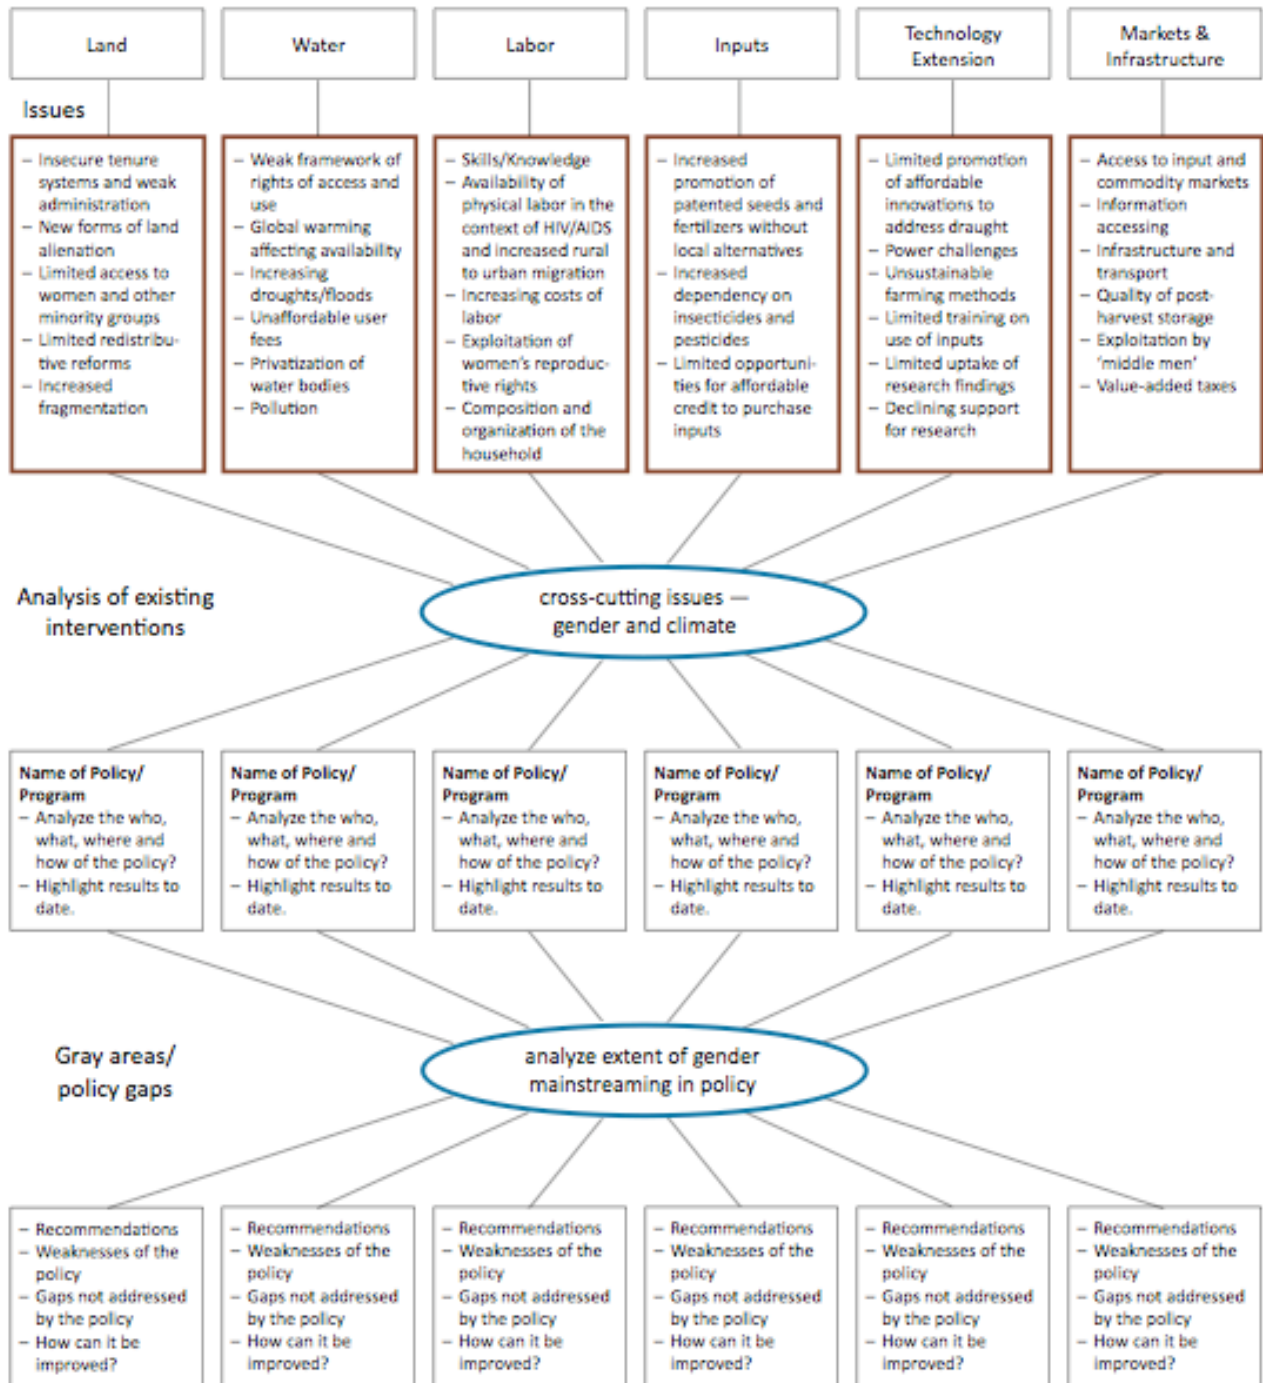 Land
Water
Labor
Inputs
Technology
Extension
Markets &
Infrastructure
Issues
– Insecure tenure
systems and weak
administration
– New forms of land
alienation
– Limited access to
women and other
minority groups
– Limited redistribu-
tive reforms
– Increased
fragmentation
– Weak framework of
rights of access and
use
– Global warming
affecting availability
– Increasing
droughts/floods
– Unaffordable user
fees
– Privatization of
water bodies
– Pollution
– Skills/Knowledge
– Availability of
physical labor in the
context of HIV/AIDS
and increased rural
to urban migration
– Increasing costs of
labor
– Exploitation of
women's reproduc-
tive rights
– Composition and
organization of the
household
– Increased
promotion of
patented seeds and
fertilizers without
local alternatives
– Increased
dependency on
insecticides and
pesticides
– Limited opportuni-
ties for affordable
credit to purchase
inputs
– Limited promotion
of affordable
innovations to
address draught
– Power challenges
– Unsustainable
farming methods
– Limited training on
use of inputs
– Limited uptake of
research findings
– Declining support
for research
– Access to input and
commodity markets
– Information
accessing
– Infrastructure and
transport
– Quality of post-
harvest storage
– Exploitation by
'middle men'
– Value-added taxes
Analysis of existing
interventions
cross-cutting issues —
gender and climate
Name of Policy/
Program
– Analyze the who,
what, where and
how of the policy?
– Highlight results to
date.
Name of Policy/
Program
– Analyze the who,
what, where and
how of the policy?
– Highlight results to
date.
Name of Policy/
Program
– Analyze the who,
what, where and
how of the policy?
– Highlight results to
date.
Name of Policy/
Program
– Analyze the who,
what, where and
how of the policy?
– Highlight results to
date.
Name of Policy/
Program
– Analyze the who,
what, where and
how of the policy?
– Highlight results to
date.
Name of Policy/
Program
– Analyze the who,
what, where and
how of the policy?
– Highlight results to
date.
Gray areas/
policy gaps
analyze extent of gender
mainstreaming in policy
– Recommendations
– Weaknesses of the
policy
– Gaps not addressed
by the policy
– How can it be
improved?
– Recommendations
– Weaknesses of the
policy
– Gaps not addressed
by the policy
– How can it be
improved?
– Recommendations
– Weaknesses of the
policy
– Gaps not addressed
by the policy
– How can it be
improved?
– Recommendations
– Weaknesses of the
policy
– Gaps not addressed
by the policy
– How can it be
improved?
– Recommendations
– Weaknesses of the
policy
– Gaps not addressed
by the policy
– How can it be
improved?
– Recommendations
– Weaknesses of the
policy
– Gaps not addressed
by the policy
– How can it be
improved?